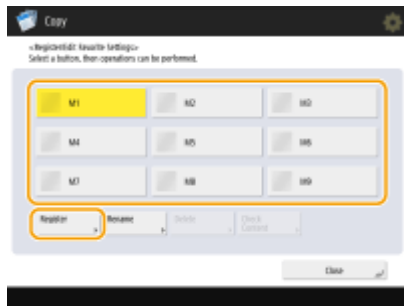 Copy
<Register/Edit Favorite Settings>
Select a button, then operations can be performed.
M1 M2 M3
M4 M5 M6
M7 M8 M9
Register Rename Delete Check Content
Close